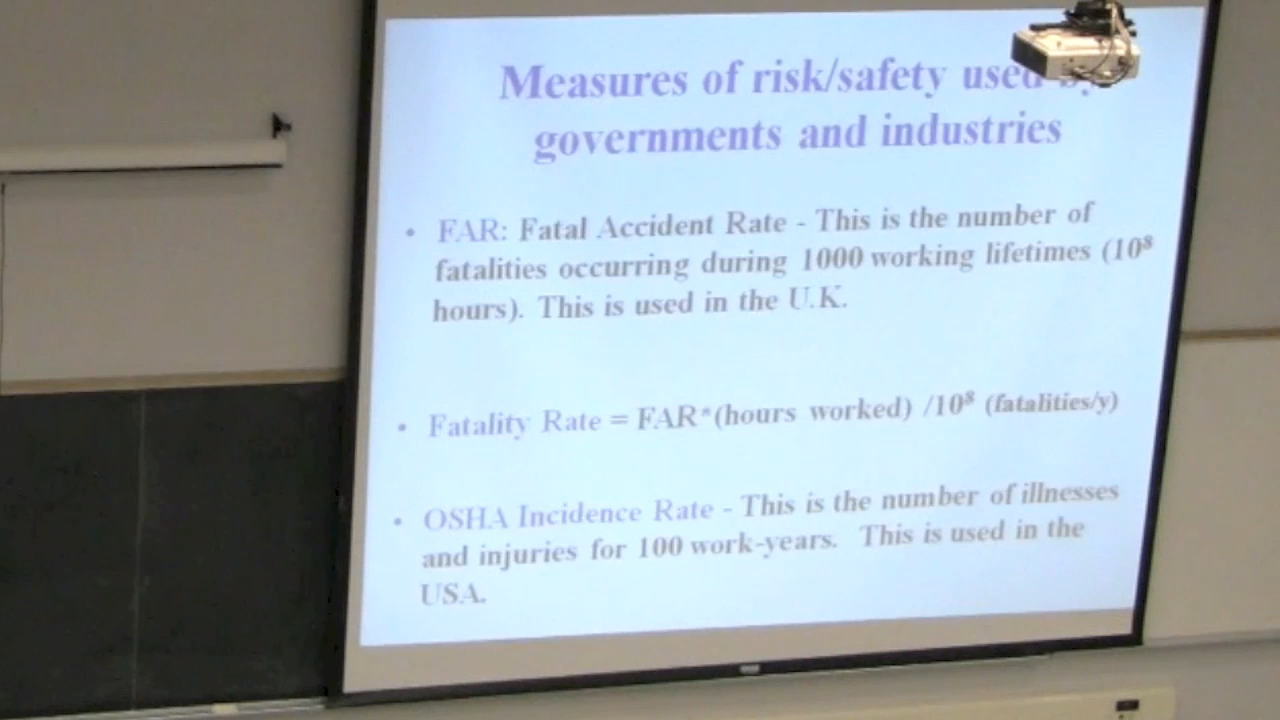 Measures of risk/safety used by
governments and industries
• FAR: Fatal Accident Rate - This is the number of
fatalities occurring during 1000 working lifetimes (10⁸
hours). This is used in the U.K.
• Fatality Rate = FAR*(hours worked) /10⁸ (fatalities/y)
• OSHA Incidence Rate - This is the number of illnesses
and injuries for 100 work-years. This is used in the
USA.